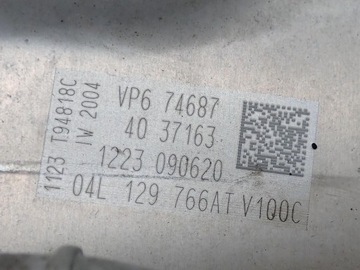 VP6 74687
40 37163
1223 090620
04L 129 766AT V100C
1123 T94818C
IW 2004